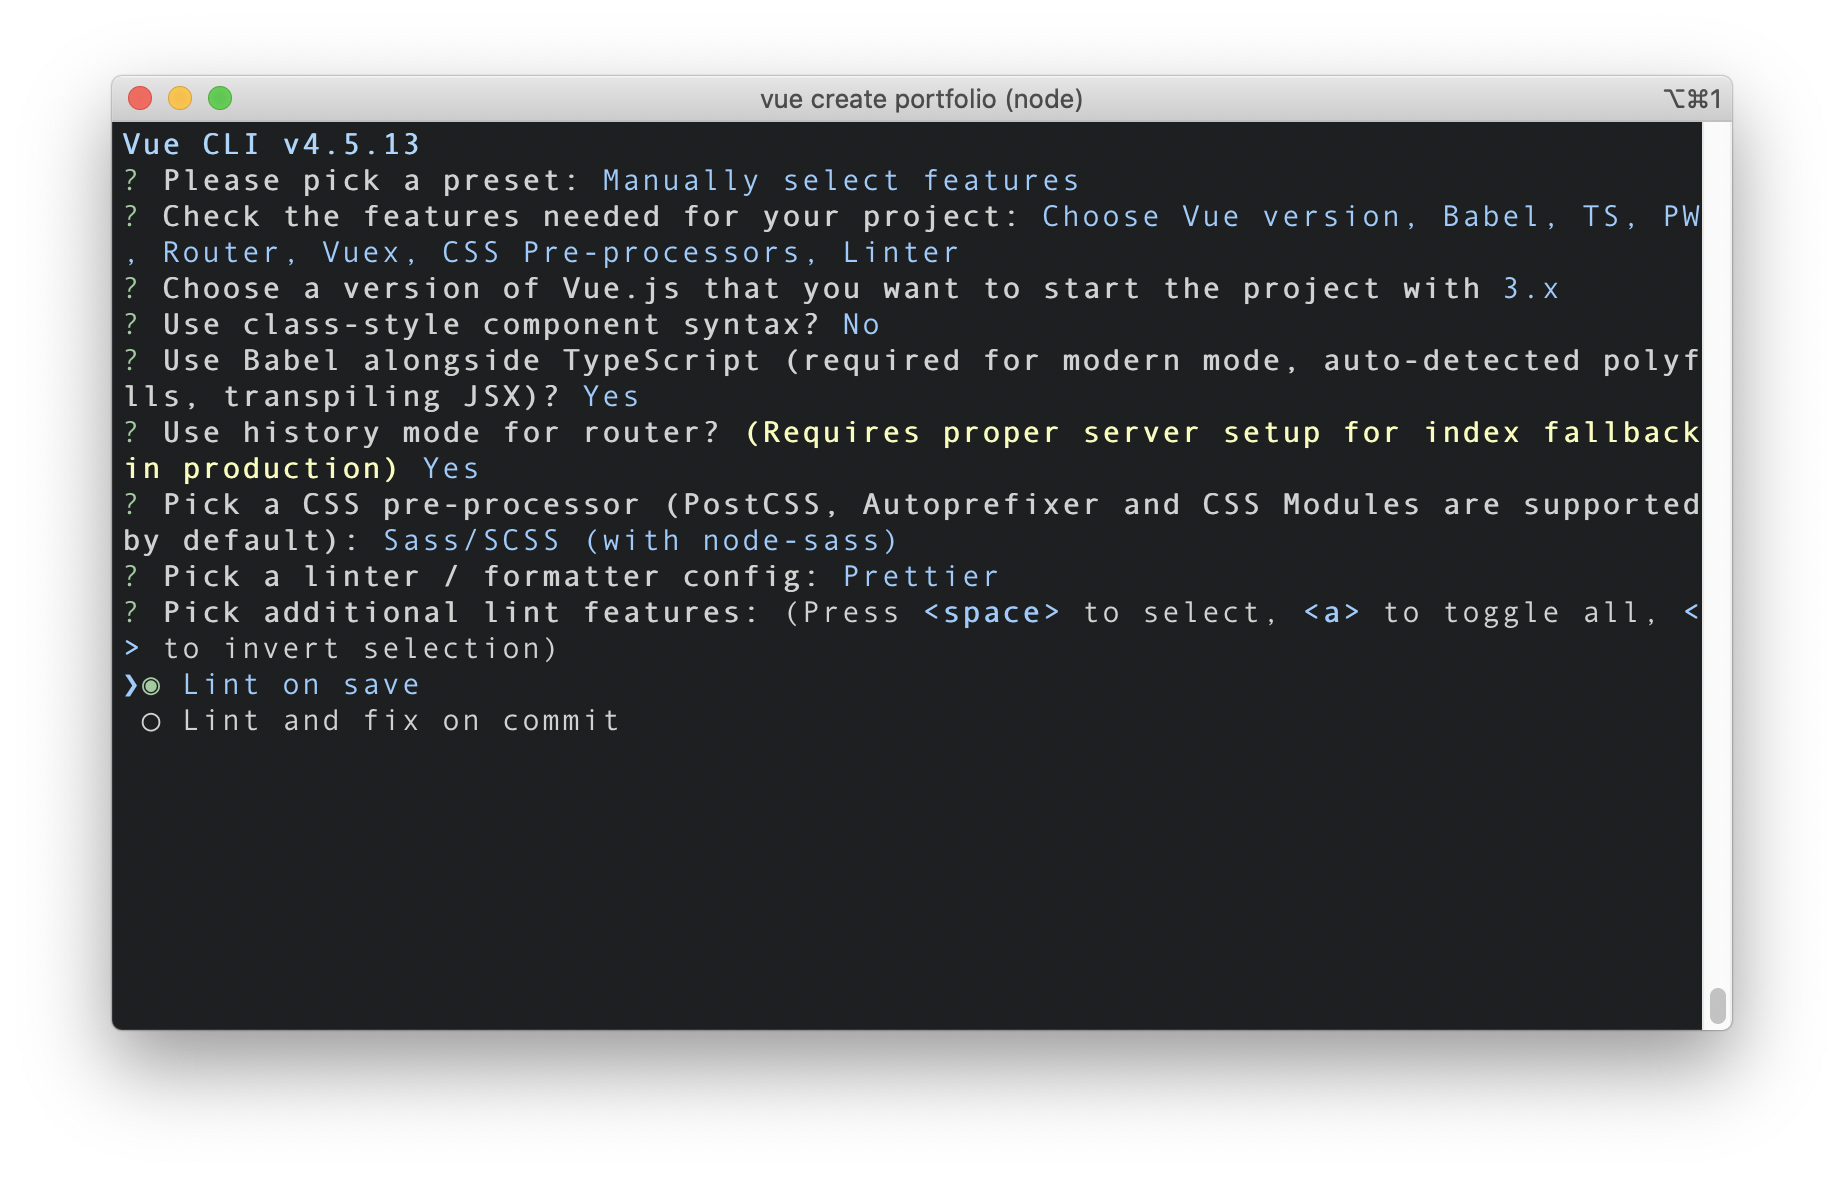 vue create portfolio (node)
⌥⌘1
Vue CLI v4.5.13
? Please pick a preset: Manually select features
? Check the features needed for your project: Choose Vue version, Babel, TS, PW
, Router, Vuex, CSS Pre-processors, Linter
? Choose a version of Vue.js that you want to start the project with 3.x
? Use class-style component syntax? No
? Use Babel alongside TypeScript (required for modern mode, auto-detected polyf
lls, transpiling JSX)? Yes
? Use history mode for router? (Requires proper server setup for index fallback
in production) Yes
? Pick a CSS pre-processor (PostCSS, Autoprefixer and CSS Modules are supported
by default): Sass/SCSS (with node-sass)
? Pick a linter / formatter config: Prettier
? Pick additional lint features: (Press <space> to select, <a> to toggle all, <
> to invert selection)
❯◉ Lint on save
◯ Lint and fix on commit